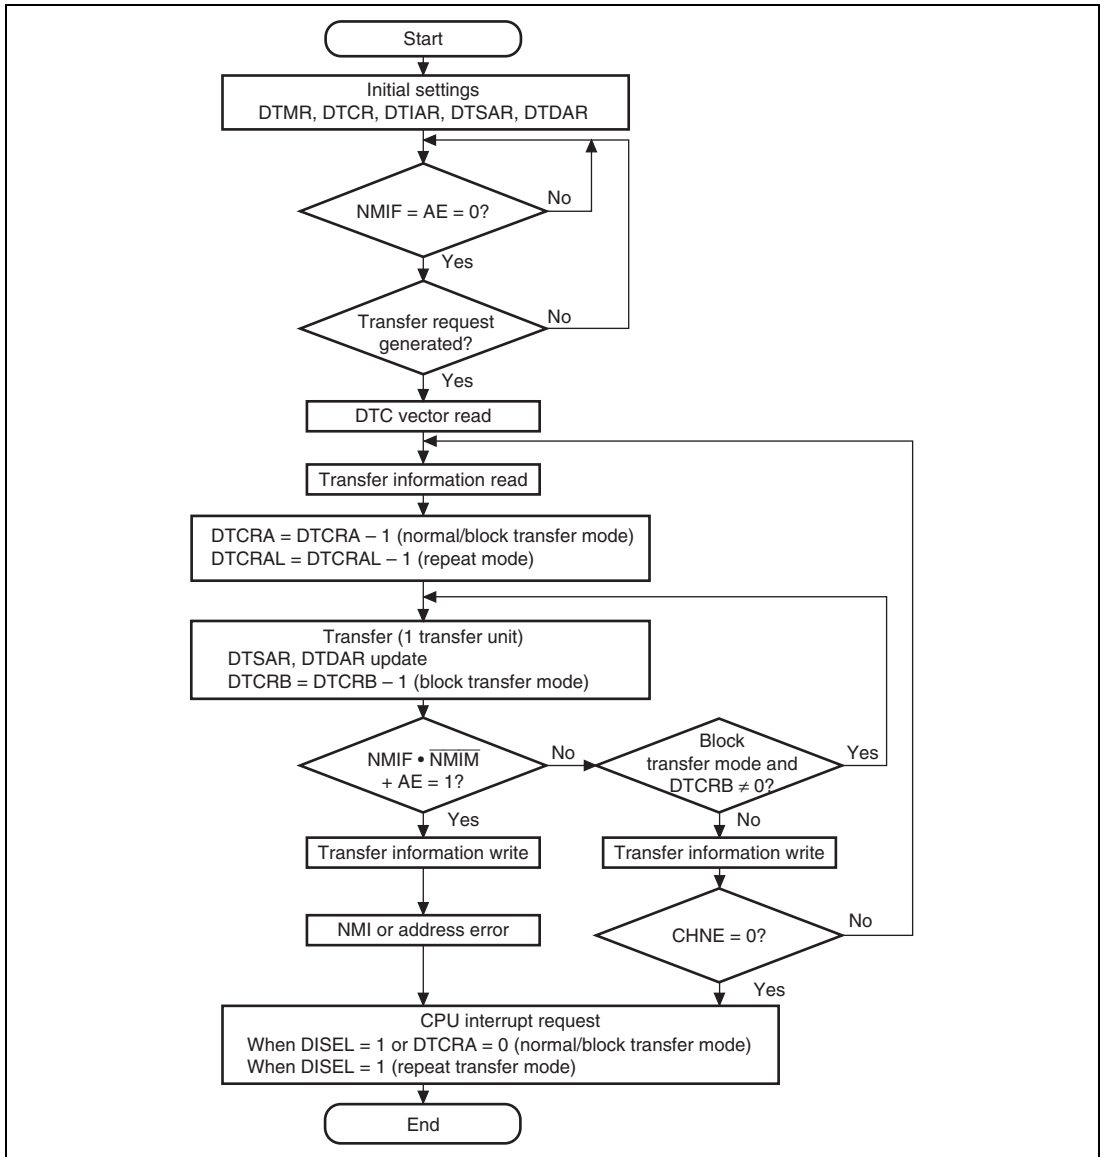 Start
Initial settings
DTMR, DTCR, DTIAR, DTSAR, DTDAR
NMIF = AE = 0?
No
Yes
Transfer request
generated?
No
Yes
DTC vector read
Transfer information read
DTCRA = DTCRA – 1 (normal/block transfer mode)
DTCRAL = DTCRAL – 1 (repeat mode)
Transfer (1 transfer unit)
DTSAR, DTDAR update
DTCRB = DTCRB – 1 (block transfer mode)
NMIF • N̅M̅I̅M̅
+ AE = 1?
No
Yes
Block
transfer mode and
DTCRB ≠ 0?
Yes
No
Transfer information write
Transfer information write
NMI or address error
CHNE = 0?
No
Yes
CPU interrupt request
When DISEL = 1 or DTCRA = 0 (normal/block transfer mode)
When DISEL = 1 (repeat transfer mode)
End